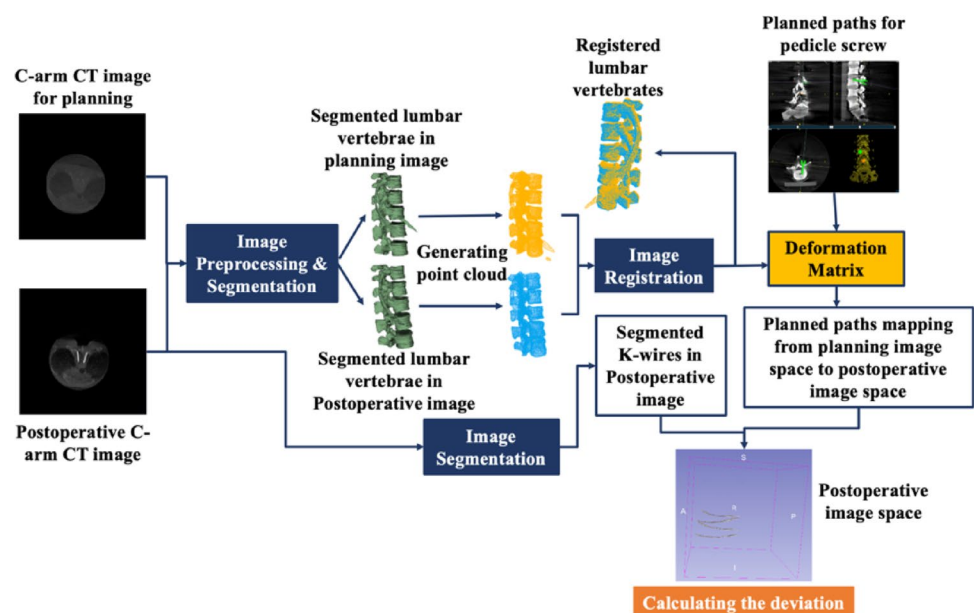 C-arm CT image
for planning
Postoperative C-
arm CT image
Image
Preprocessing &
Segmentation
Segmented lumbar
vertebrae in
planning image
Generating
point cloud
Segmented lumbar
vertebrae in
Postoperative image
Image
Segmentation
Registered
lumbar
vertebrates
Image
Registration
Segmented
K-wires in
Postoperative
image
Planned paths for
pedicle screw
Deformation
Matrix
Planned paths mapping
from planning image
space to postoperative
image space
S
A
R
P
I
Postoperative
image space
Calculating the deviation